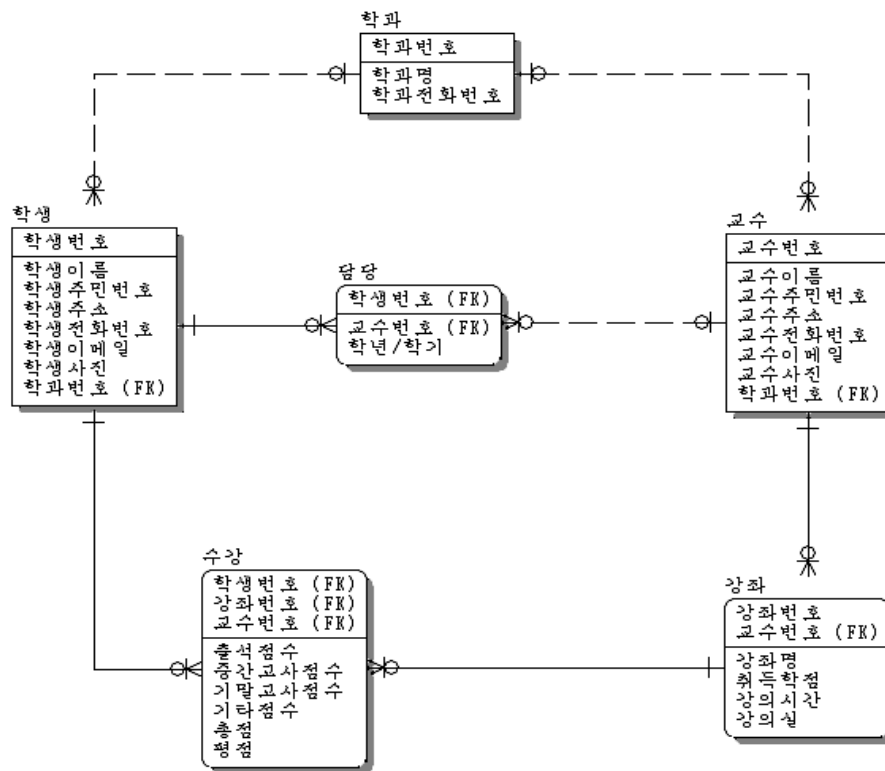 학과
학과번호
학과명
학과전화번호
학생
학생번호
학생이름
학생주민번호
학생주소
학생전화번호
학생이메일
학생사진
학과번호 (FK)
담당
학생번호 (FK)
교수번호 (FK)
학년/학기
교수
교수번호
교수이름
교수주민번호
교수주소
교수전화번호
교수이메일
교수사진
학과번호 (FK)
수강
학생번호 (FK)
강좌번호 (FK)
교수번호 (FK)
출석점수
중간고사점수
기말고사점수
기타점수
총점
평점
강좌
강좌번호
교수번호 (FK)
강좌명
취득학점
강의시간
강의실